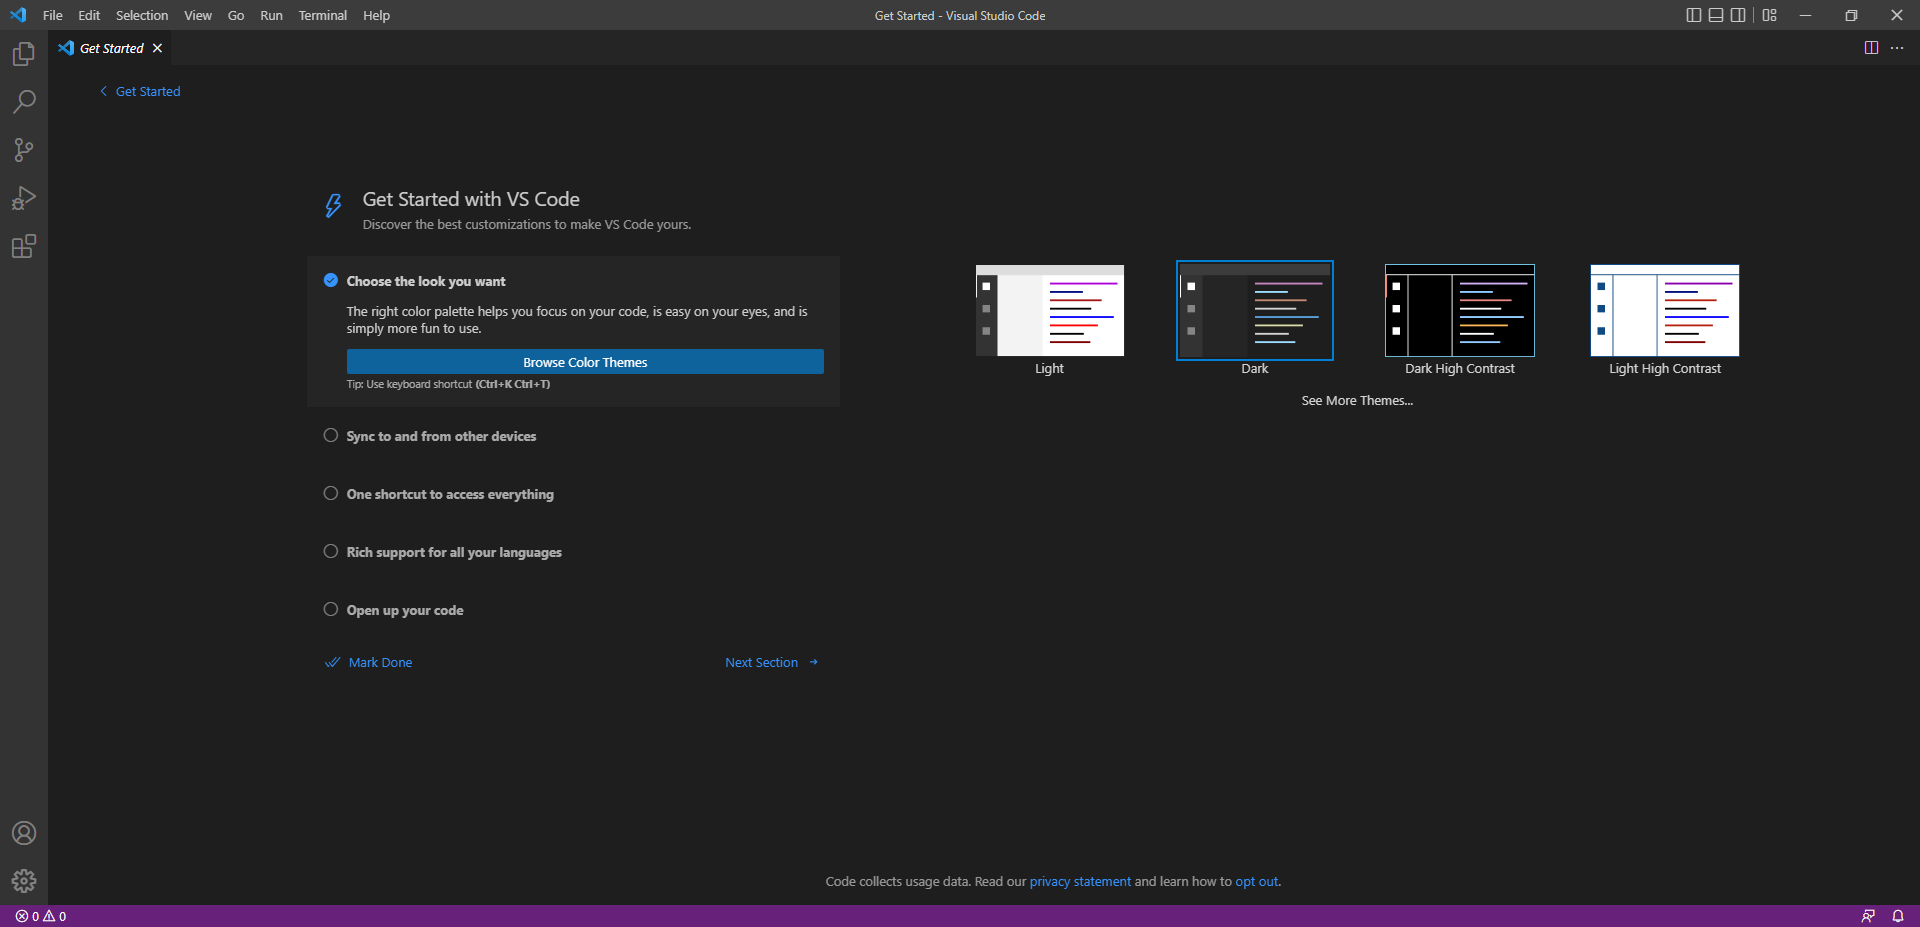 File Edit Selection View Go Run Terminal Help
Get Started - Visual Studio Code
Get Started
Get Started
Get Started with VS Code
Discover the best customizations to make VS Code yours.
Choose the look you want
The right color palette helps you focus on your code, is easy on your eyes, and is
simply more fun to use.
Browse Color Themes
Tip: Use keyboard shortcut (Ctrl+K Ctrl+T)
Sync to and from other devices
One shortcut to access everything
Rich support for all your languages
Open up your code
Mark Done
Next Section
Light
Dark
Dark High Contrast
Light High Contrast
See More Themes...
Code collects usage data. Read our privacy statement and learn how to opt out.
0 0